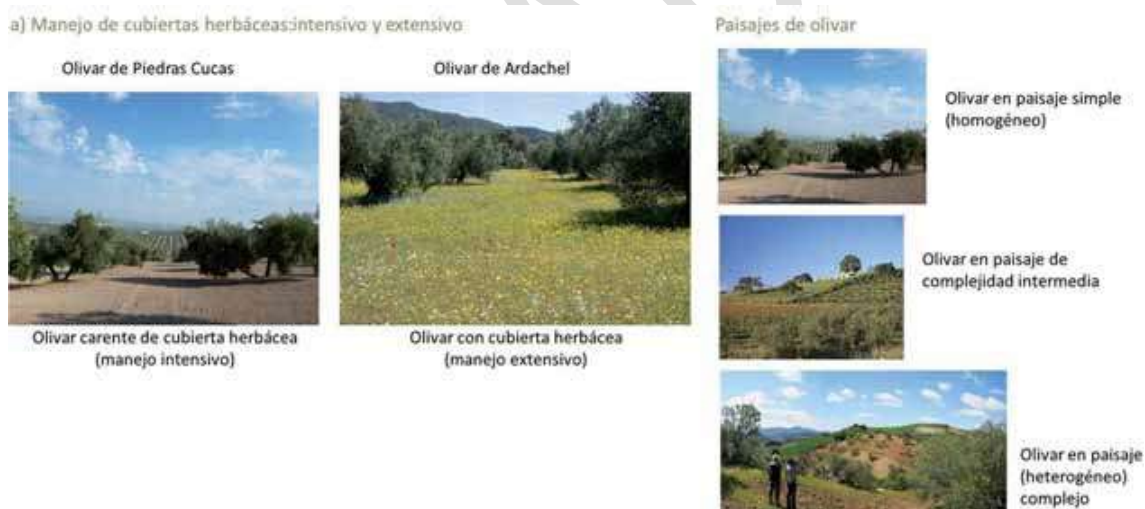 a) Manejo de cubiertas herbáceas:intensivo y extensivo
Olivar de Piedras Cucas
Olivar de Ardachel
Olivar carente de cubierta herbácea
(manejo intensivo)
Olivar con cubierta herbácea
(manejo extensivo)
Paisajes de olivar
Olivar en paisaje simple
(homogéneo)
Olivar en paisaje de
complejidad intermedia
Olivar en paisaje
(heterogéneo)
complejo